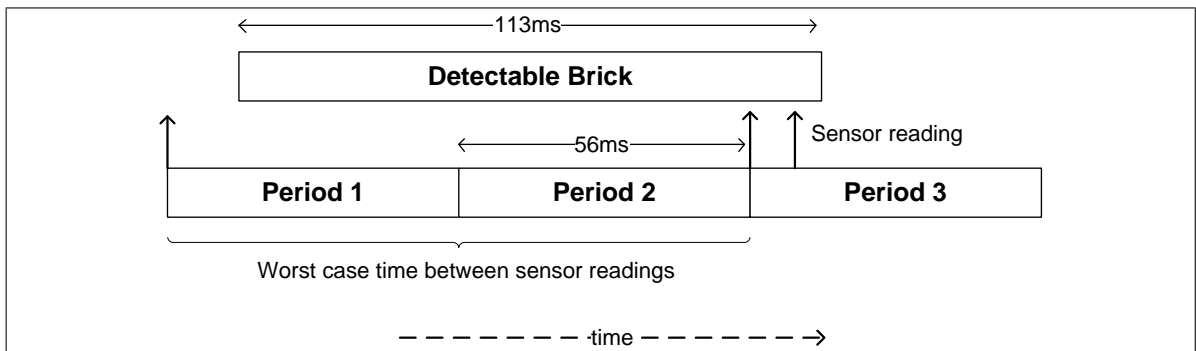 113ms
Detectable Brick
Sensor reading
56ms
Period 1 Period 2 Period 3
Worst case time between sensor readings
time